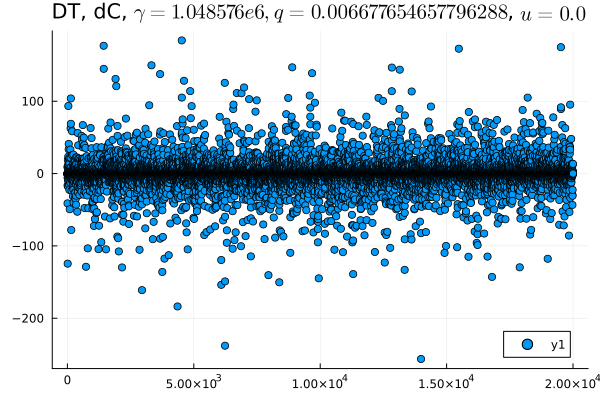 DT, dC, γ = 1.048576e6, q = 0.006677654657796288, u = 0.0
100
0
−100
−200
y1
0 5.00×10³ 1.00×10⁴ 1.50×10⁴ 2.00×10⁴